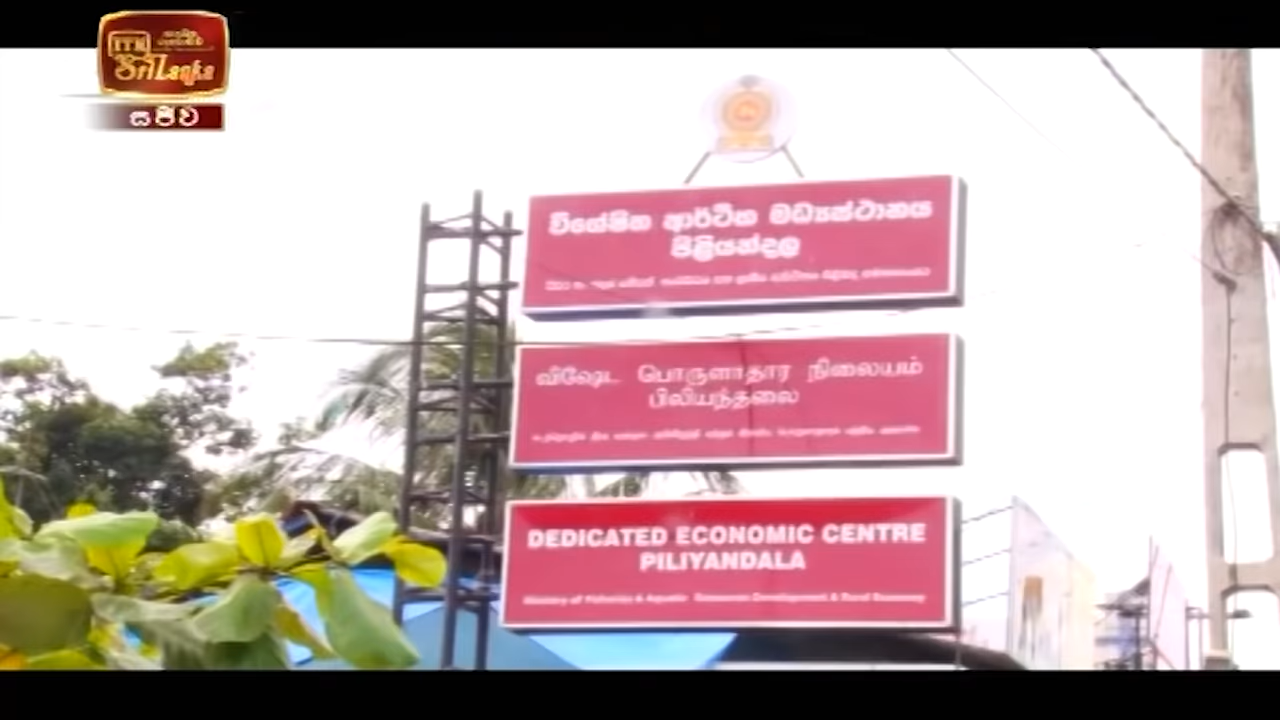 ITN
Sri Lanka
සජීව
විශේෂිත ආර්ථික මධ්‍යස්ථානය
පිළියන්දල
விஷேட பொருளாதார நிலையம்
பிலியந்தலை
DEDICATED ECONOMIC CENTRE
PILIYANDALA
Ministry of Fisheries & Aquatic Resources Development & Rural Economy